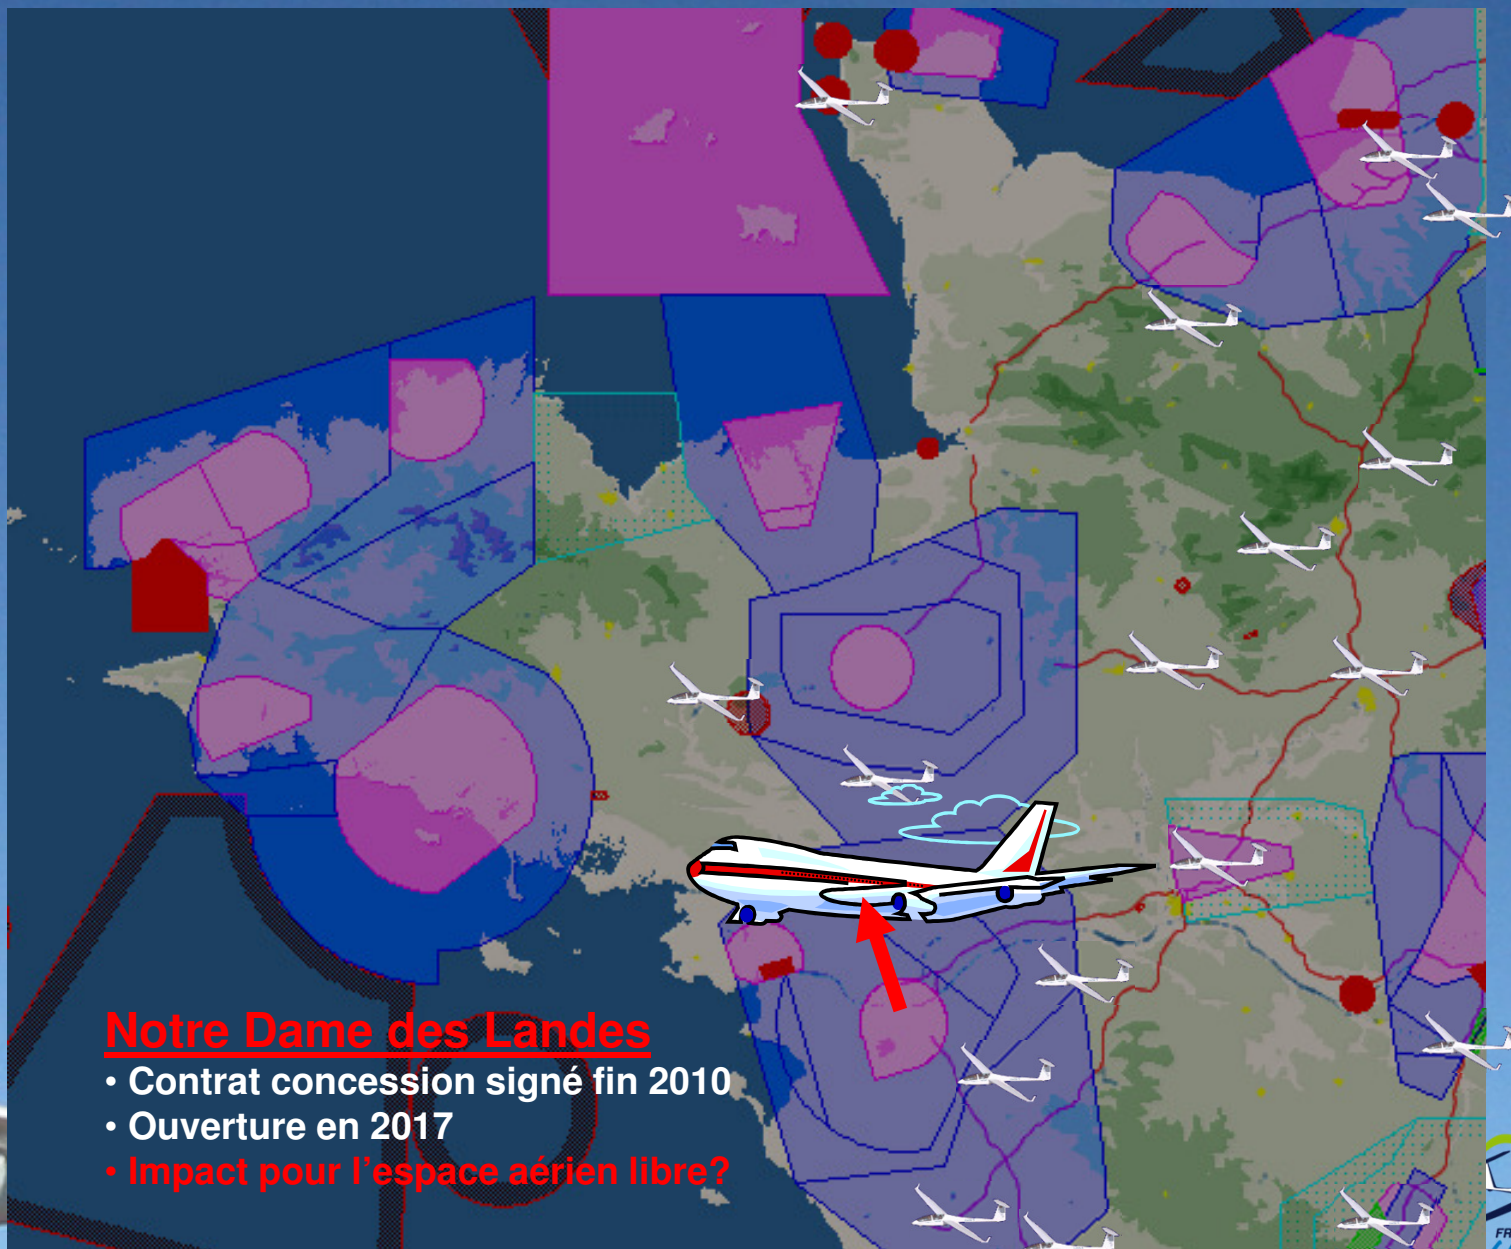 Notre Dame des Landes
• Contrat concession signé fin 2010
• Ouverture en 2017
• Impact pour l'espace aérien libre?